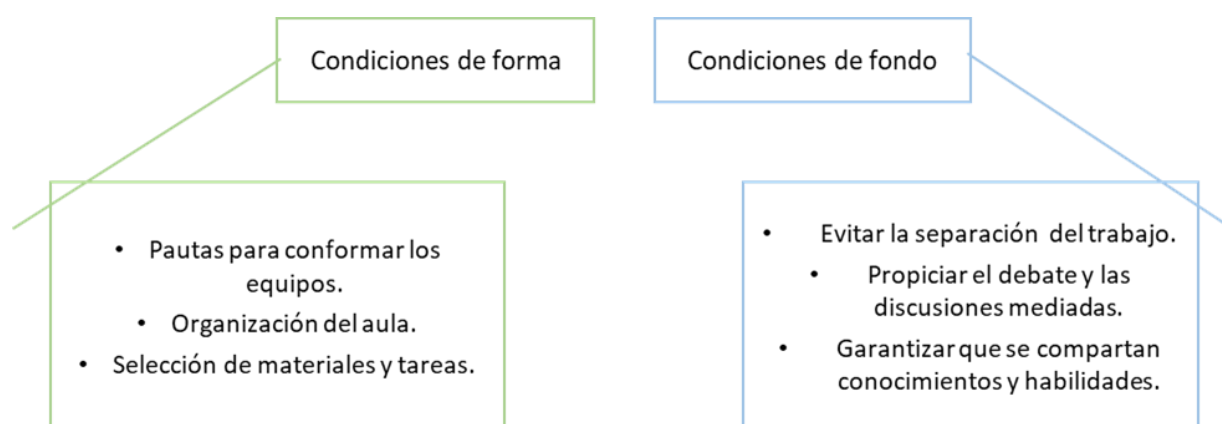 Condiciones de forma
Condiciones de fondo
• Pautas para conformar los
equipos.
• Organización del aula.
• Selección de materiales y tareas.
• Evitar la separación del trabajo.
• Propiciar el debate y las
discusiones mediadas.
• Garantizar que se compartan
conocimientos y habilidades.